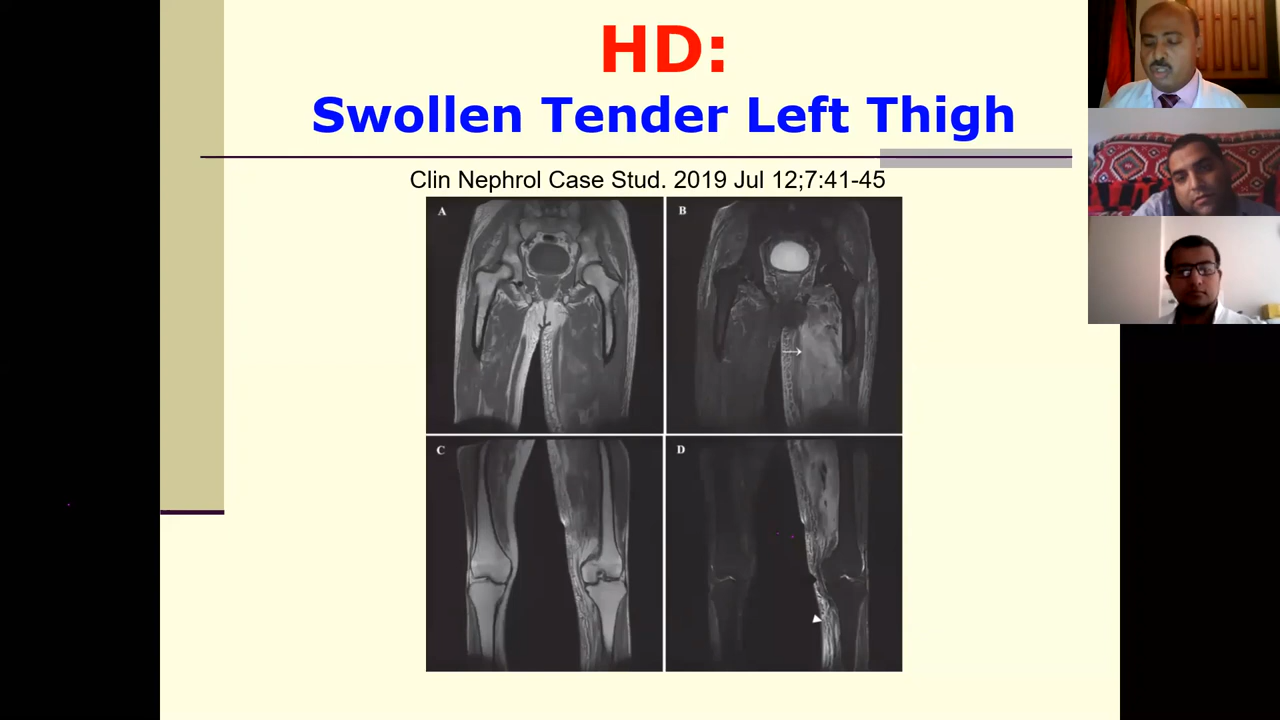 HD:
Swollen Tender Left Thigh
Clin Nephrol Case Stud. 2019 Jul 12;7:41-45
A
B
C
D